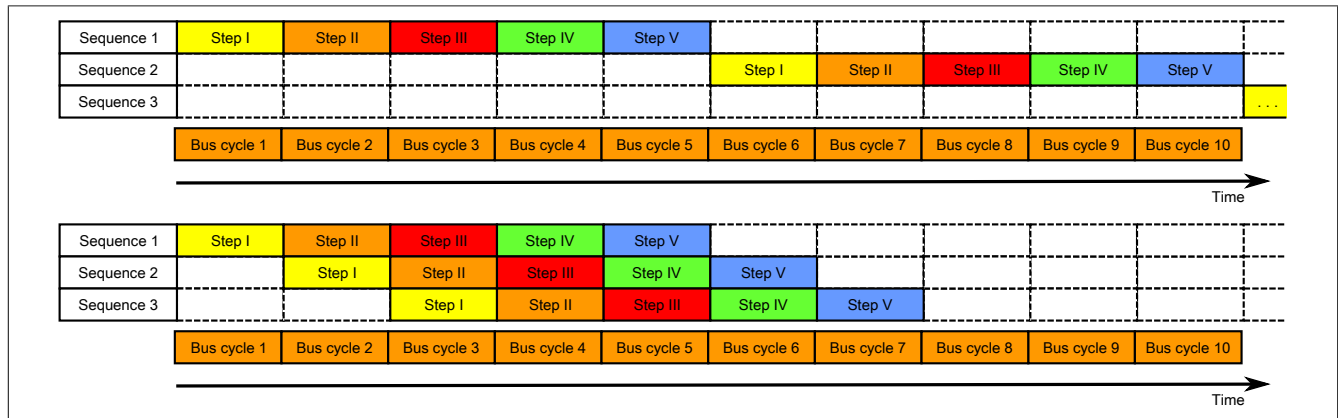 Sequence 1 Step I Step II Step III Step IV Step V
Sequence 2 Step I Step II Step III Step IV Step V
Sequence 3 . . .
Bus cycle 1 Bus cycle 2 Bus cycle 3 Bus cycle 4 Bus cycle 5 Bus cycle 6 Bus cycle 7 Bus cycle 8 Bus cycle 9 Bus cycle 10
Time
Sequence 1 Step I Step II Step III Step IV Step V
Sequence 2 Step I Step II Step III Step IV Step V
Sequence 3 Step I Step II Step III Step IV Step V
Bus cycle 1 Bus cycle 2 Bus cycle 3 Bus cycle 4 Bus cycle 5 Bus cycle 6 Bus cycle 7 Bus cycle 8 Bus cycle 9 Bus cycle 10
Time